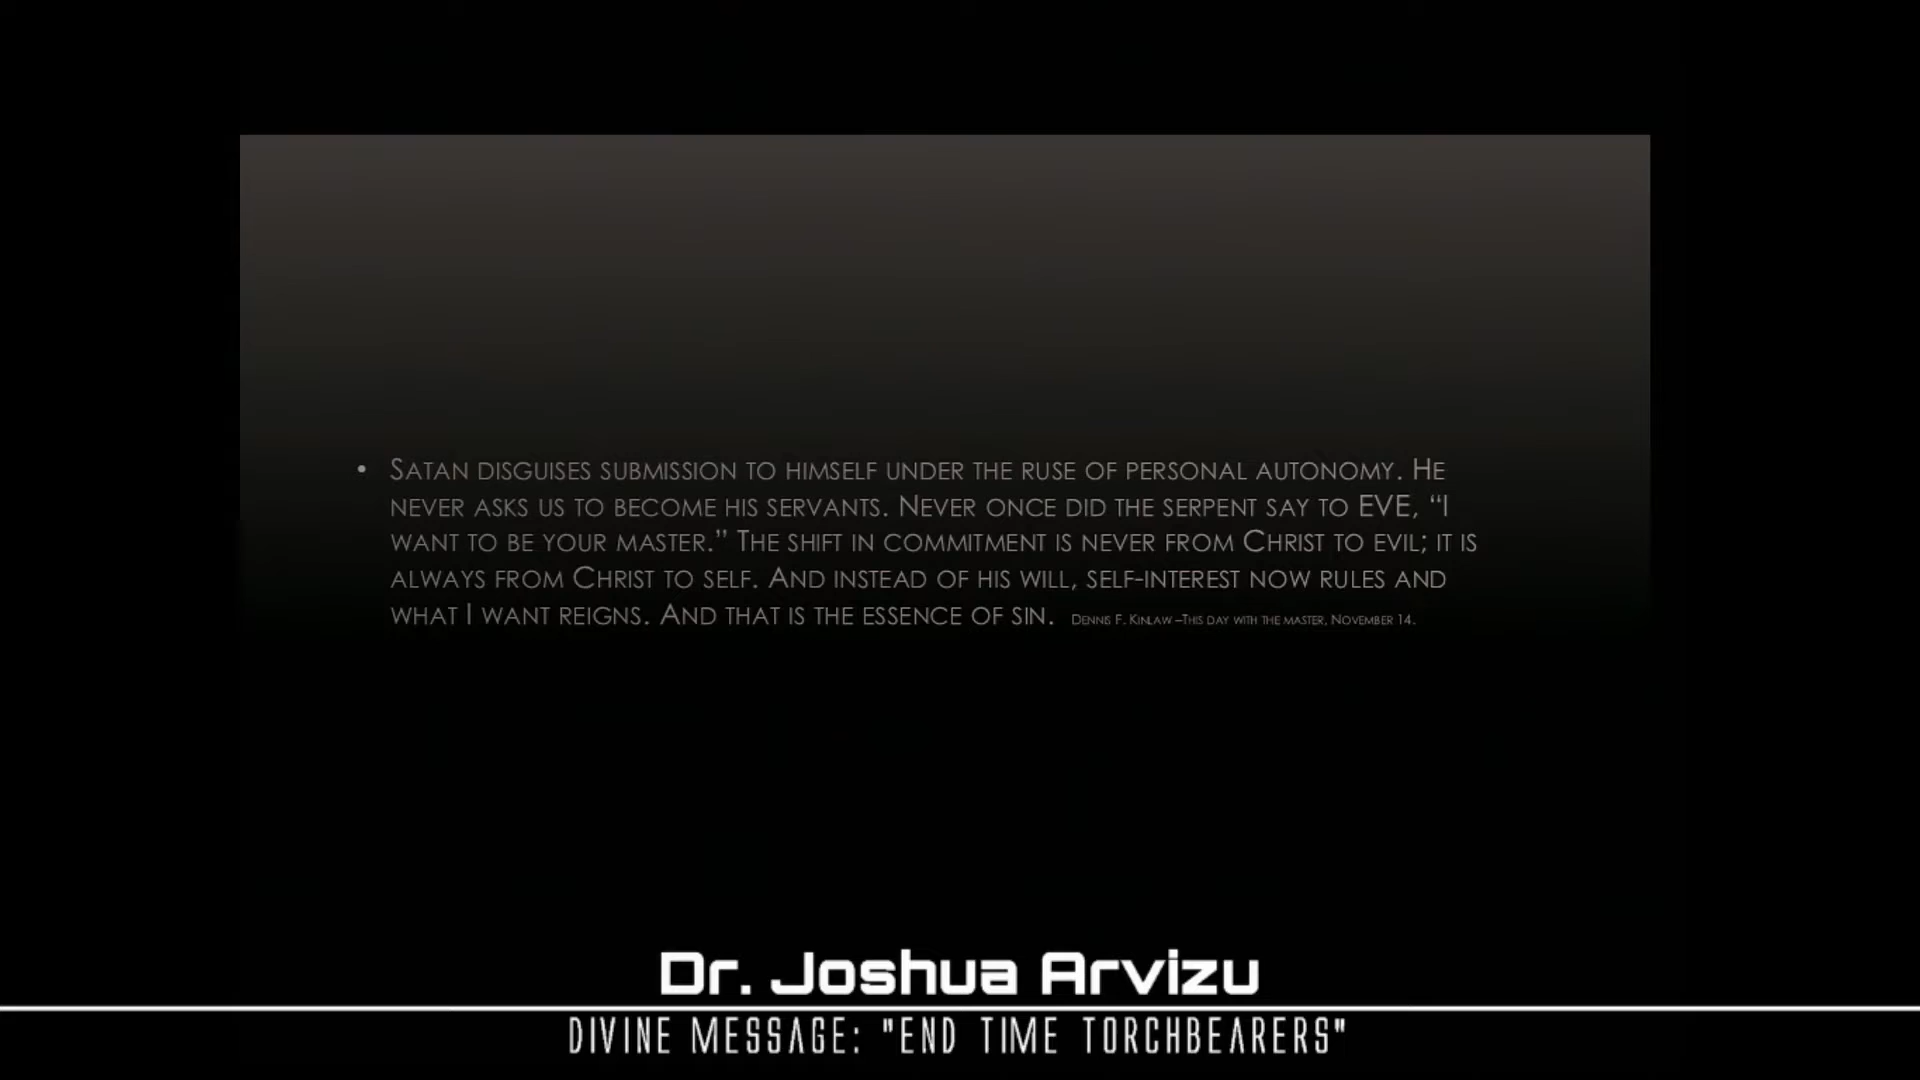 • Satan disguises submission to himself under the ruse of personal autonomy. He
never asks us to become his servants. Never once did the serpent say to EVE, “I
want to be your master.” The shift in commitment is never from Christ to evil; it is
always from Christ to self. And instead of his will, self-interest now rules and
what I want reigns. And that is the essence of sin. Dennis F. Kinlaw –This day with the master, November 14.
Dr. Joshua Arvizu
DIVINE MESSAGE: "END TIME TORCHBEARERS"